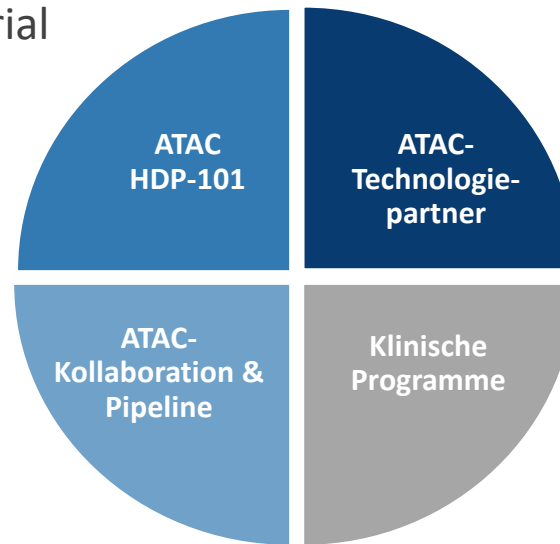 rial
ATAC
HDP-101
ATAC-
Technologie-
partner
ATAC-
Kollaboration &
Pipeline
Klinische
Programme